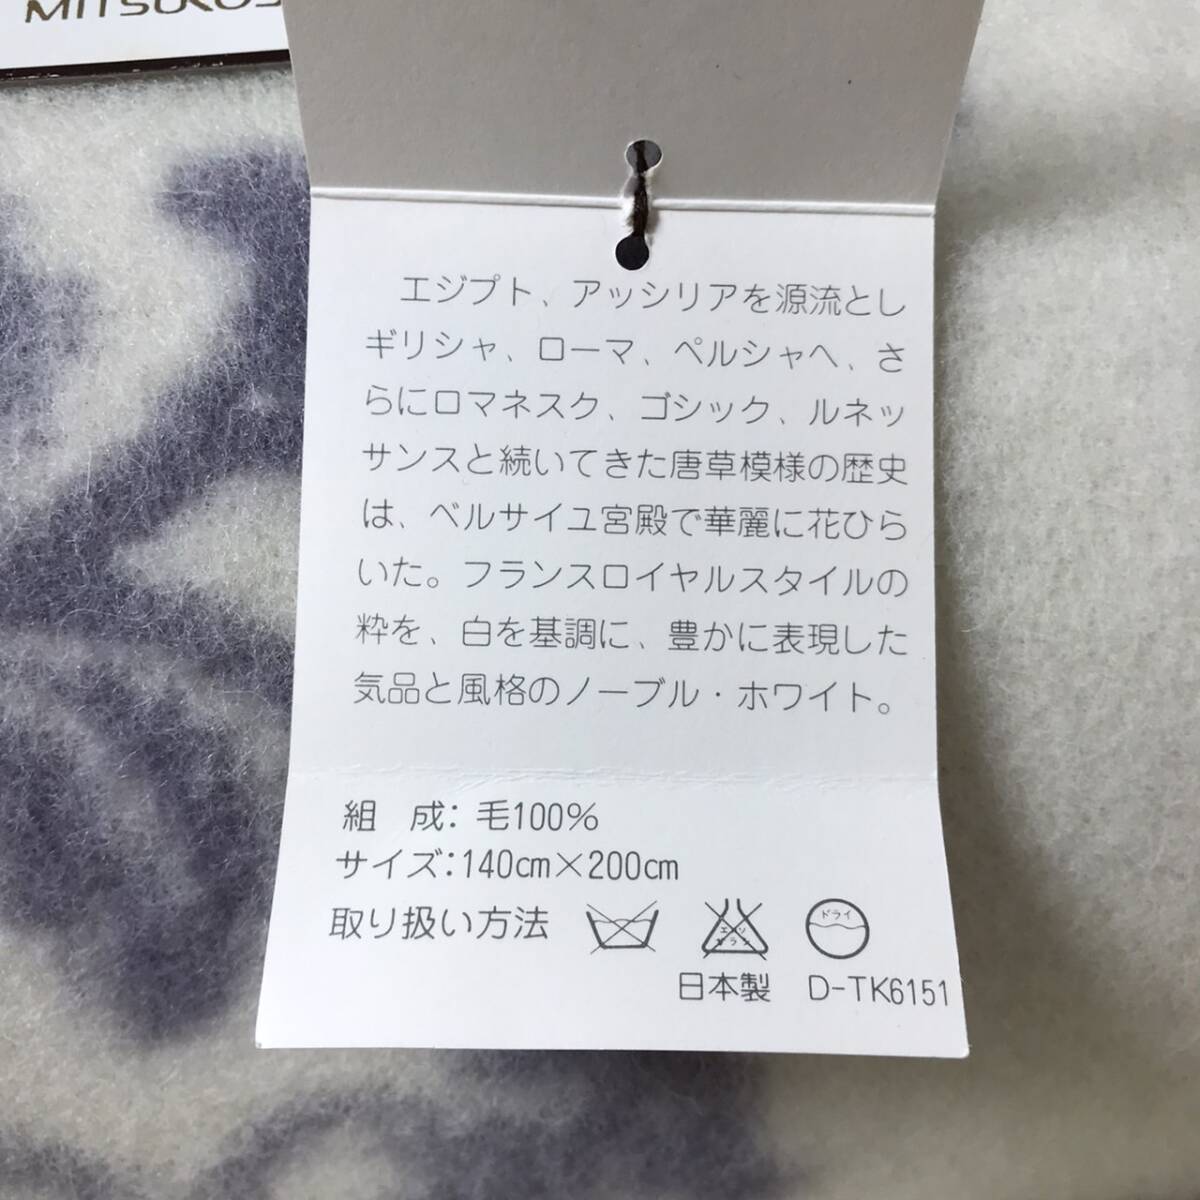 エジプト、アッシリアを源流とし
ギリシャ、ローマ、ペルシャへ、さ
らにロマネスク、ゴシック、ルネッ
サンスと続いてきた唐草模様の歴史
は、ベルサイユ宮殿で華麗に花ひら
いた。フランスロイヤルスタイルの
粋を、白を基調に、豊かに表現した
気品と風格のノーブル・ホワイト。
組 成: 毛100%
サイズ:140cm×200cm
取り扱い方法
エンソ
サラシ
ドライ
日本製 D-TK6151